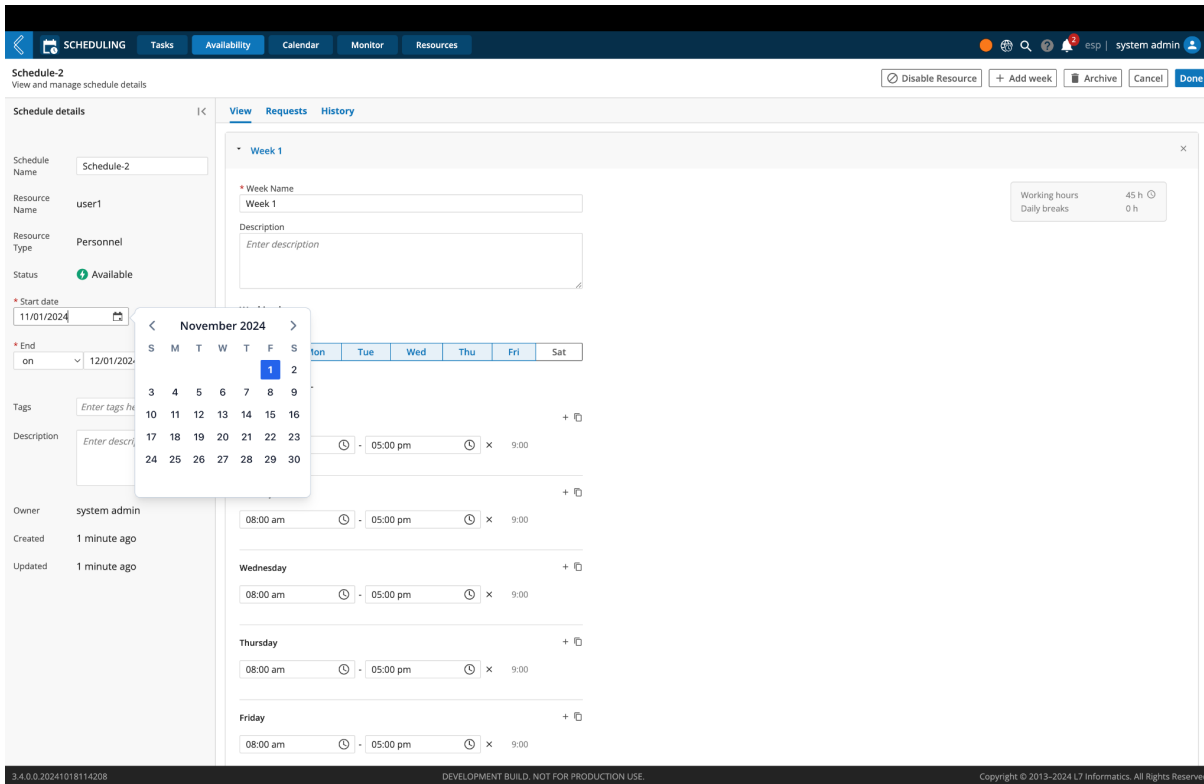 SCHEDULING Tasks Availability Calendar Monitor Resources 2 esp | system admin
Schedule-2
View and manage schedule details
Disable Resource + Add week Archive Cancel Done
Schedule details
View Requests History
Week 1
Schedule Name Schedule-2
Resource Name user1
Resource Type Personnel
Status Available
* Start date
11/01/2024
* End
on 12/01/2024
Tags Enter tags he
Description Enter descri
Owner system admin
Created 1 minute ago
Updated 1 minute ago
November 2024
S M T W T F S
1 2
3 4 5 6 7 8 9
10 11 12 13 14 15 16
17 18 19 20 21 22 23
24 25 26 27 28 29 30
* Week Name
Week 1
Description
Enter description
Working hours 45 h
Daily breaks 0 h
Mon Tue Wed Thu Fri Sat
- 05:00 pm × 9:00
08:00 am - 05:00 pm × 9:00
Wednesday
08:00 am - 05:00 pm × 9:00
Thursday
08:00 am - 05:00 pm × 9:00
Friday
08:00 am - 05:00 pm × 9:00
3.4.0.0.20241018114208 DEVELOPMENT BUILD. NOT FOR PRODUCTION USE. Copyright © 2013–2024 L7 Informatics. All Rights Reserve